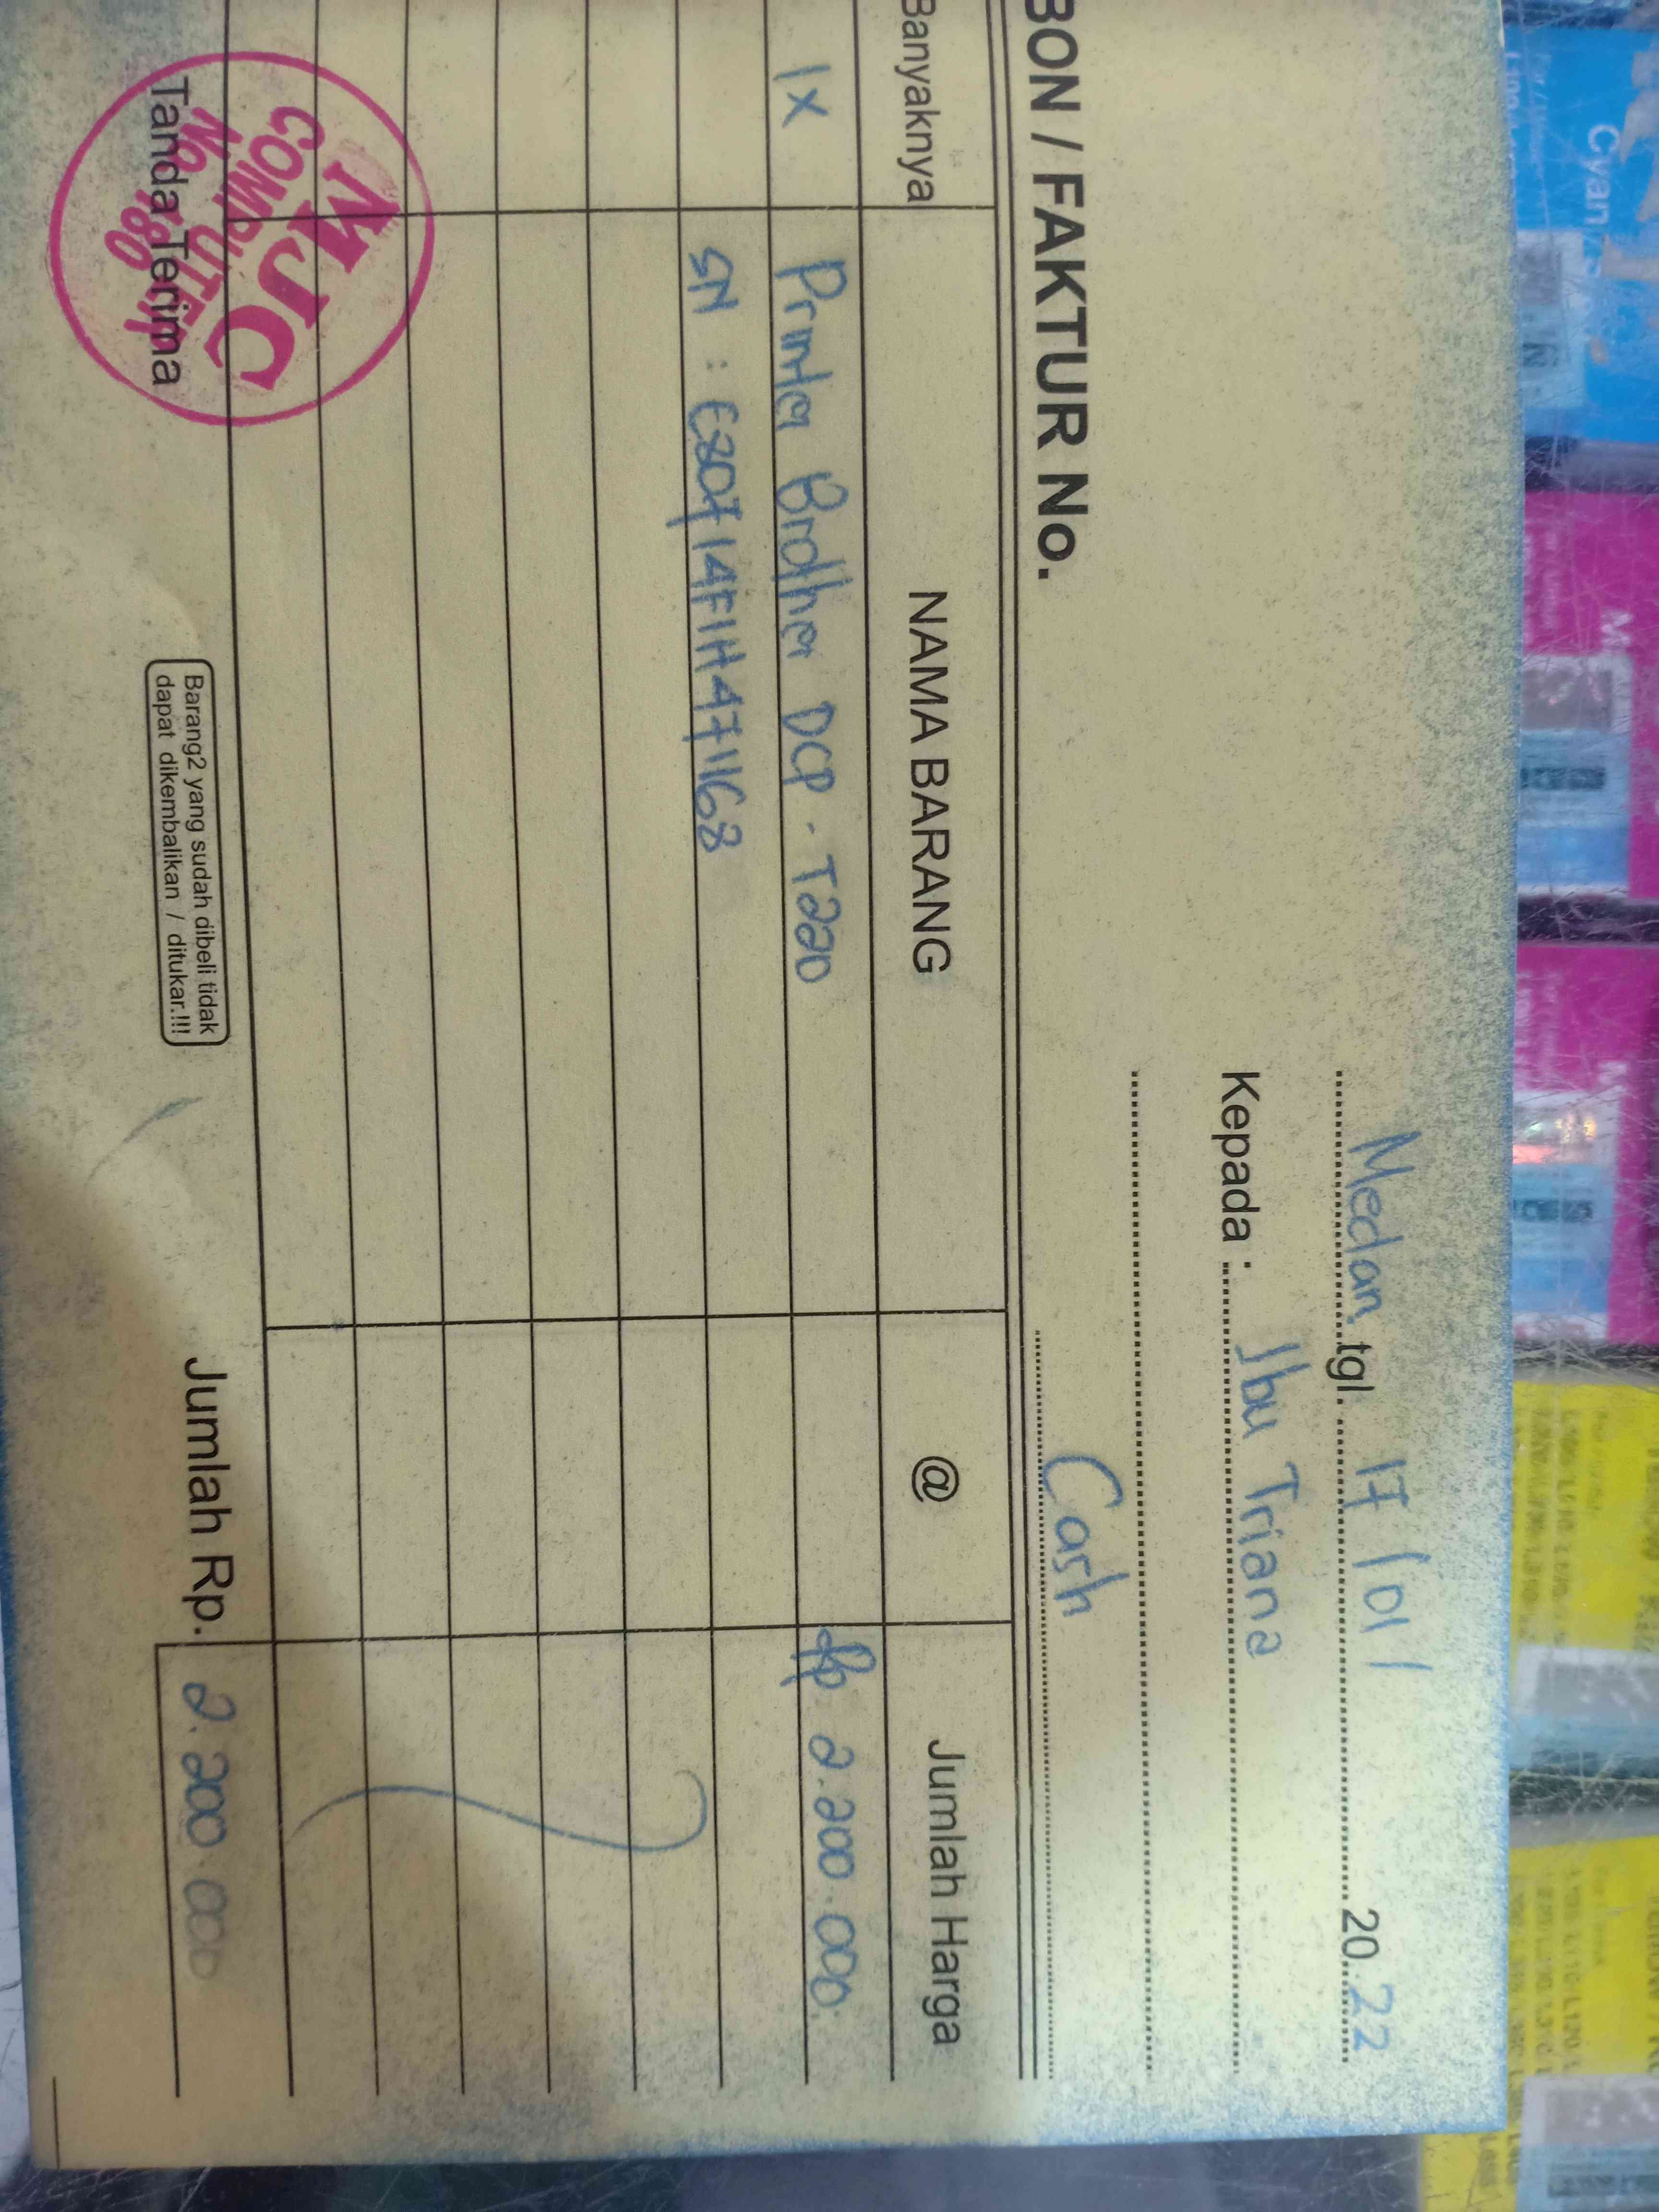 Medan tgl. 17/01/ 2022
Kepada : Ibu Triana
Cash
BON / FAKTUR No.
Banyaknya NAMA BARANG @ Jumlah Harga
1x Printer Brother DCP - T220 Rp 2.200.000.
SN : E80714F1H471168
Jumlah Rp. 2.200.000
Tanda Terima
Barang2 yang sudah dibeli tidak
dapat dikembalikan / ditukar.!!!
MJC
COMPUTER
No 180
Cyan